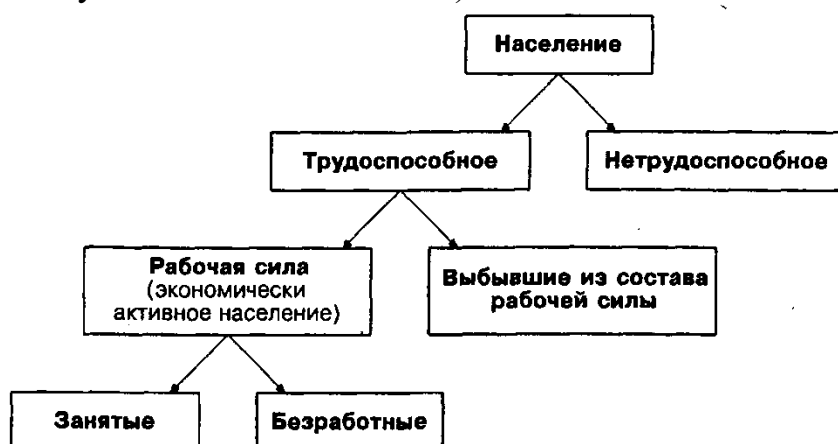 Население
Трудоспособное
Нетрудоспособное
Рабочая сила
(экономически
активное население)
Выбывшие из состава
рабочей силы
Занятые
Безработные